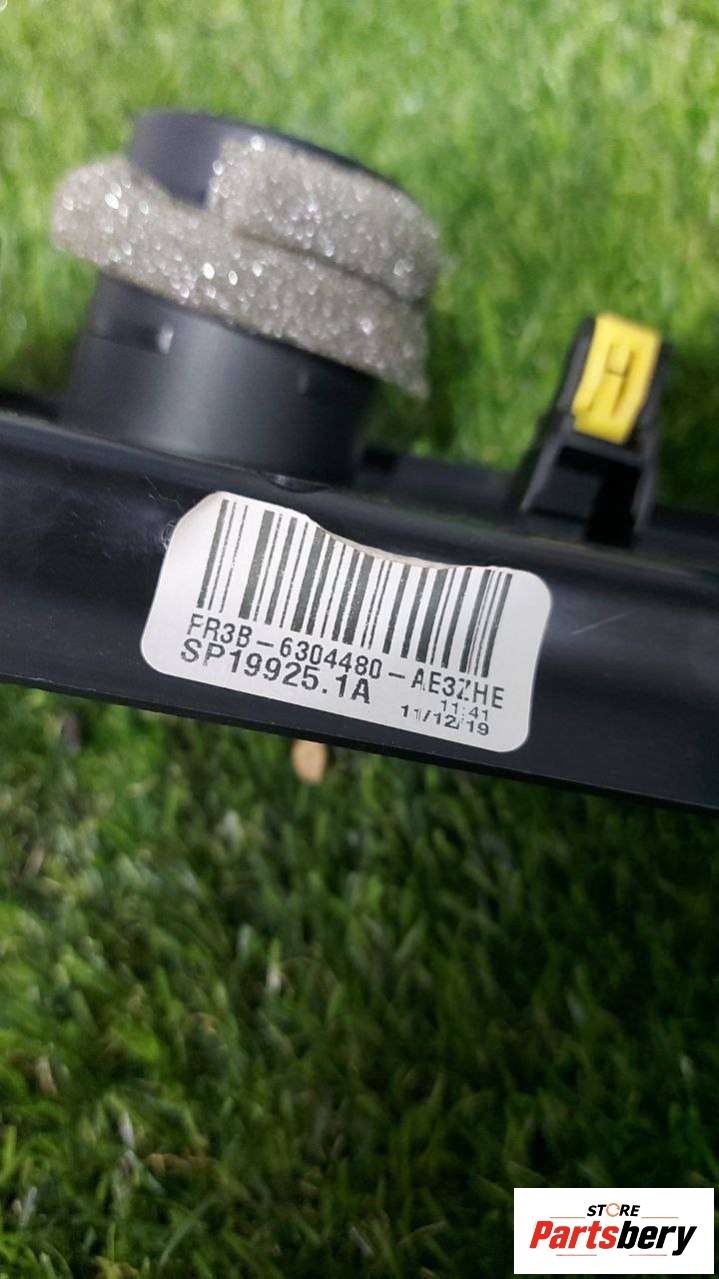 FR3B-6304480-AE3ZHE
SP19925.1A
11:41
11/12/19
STORE
Partsbery